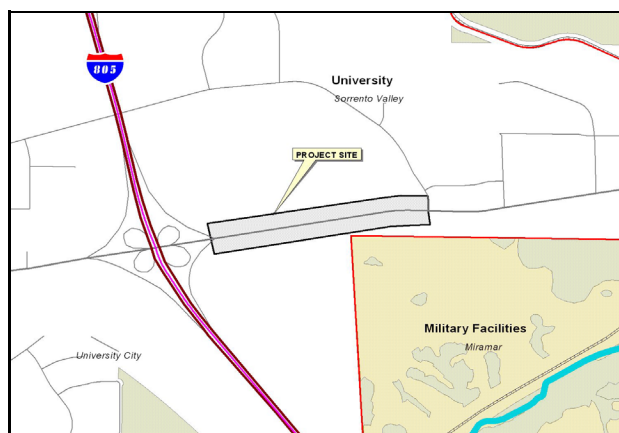 805
University
Sorrento Valley
PROJECT SITE
Military Facilities
Miramar
University City